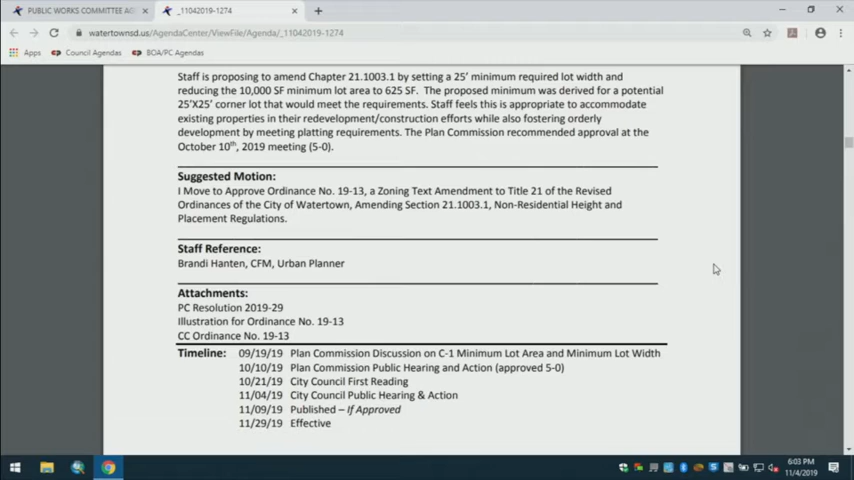 PUBLIC WORKS COMMITTEE AG
_11042019-1274
watertownsd.us/AgendaCenter/ViewFile/Agenda/_11042019-1274
Apps Council Agendas BOA/PC Agendas
Staff is proposing to amend Chapter 21.1003.1 by setting a 25' minimum required lot width and
reducing the 10,000 SF minimum lot area to 625 SF. The proposed minimum was derived for a potential
25'X25' corner lot that would meet the requirements. Staff feels this is appropriate to accommodate
existing properties in their redevelopment/construction efforts while also fostering orderly
development by meeting platting requirements. The Plan Commission recommended approval at the
October 10th, 2019 meeting (5-0).
Suggested Motion:
I Move to Approve Ordinance No. 19-13, a Zoning Text Amendment to Title 21 of the Revised
Ordinances of the City of Watertown, Amending Section 21.1003.1, Non-Residential Height and
Placement Regulations.
Staff Reference:
Brandi Hanten, CFM, Urban Planner
Attachments:
PC Resolution 2019-29
Illustration for Ordinance No. 19-13
CC Ordinance No. 19-13
Timeline: 09/19/19 Plan Commission Discussion on C-1 Minimum Lot Area and Minimum Lot Width
10/10/19 Plan Commission Public Hearing and Action (approved 5-0)
10/21/19 City Council First Reading
11/04/19 City Council Public Hearing & Action
11/09/19 Published – If Approved
11/29/19 Effective
6:03 PM
11/4/2019